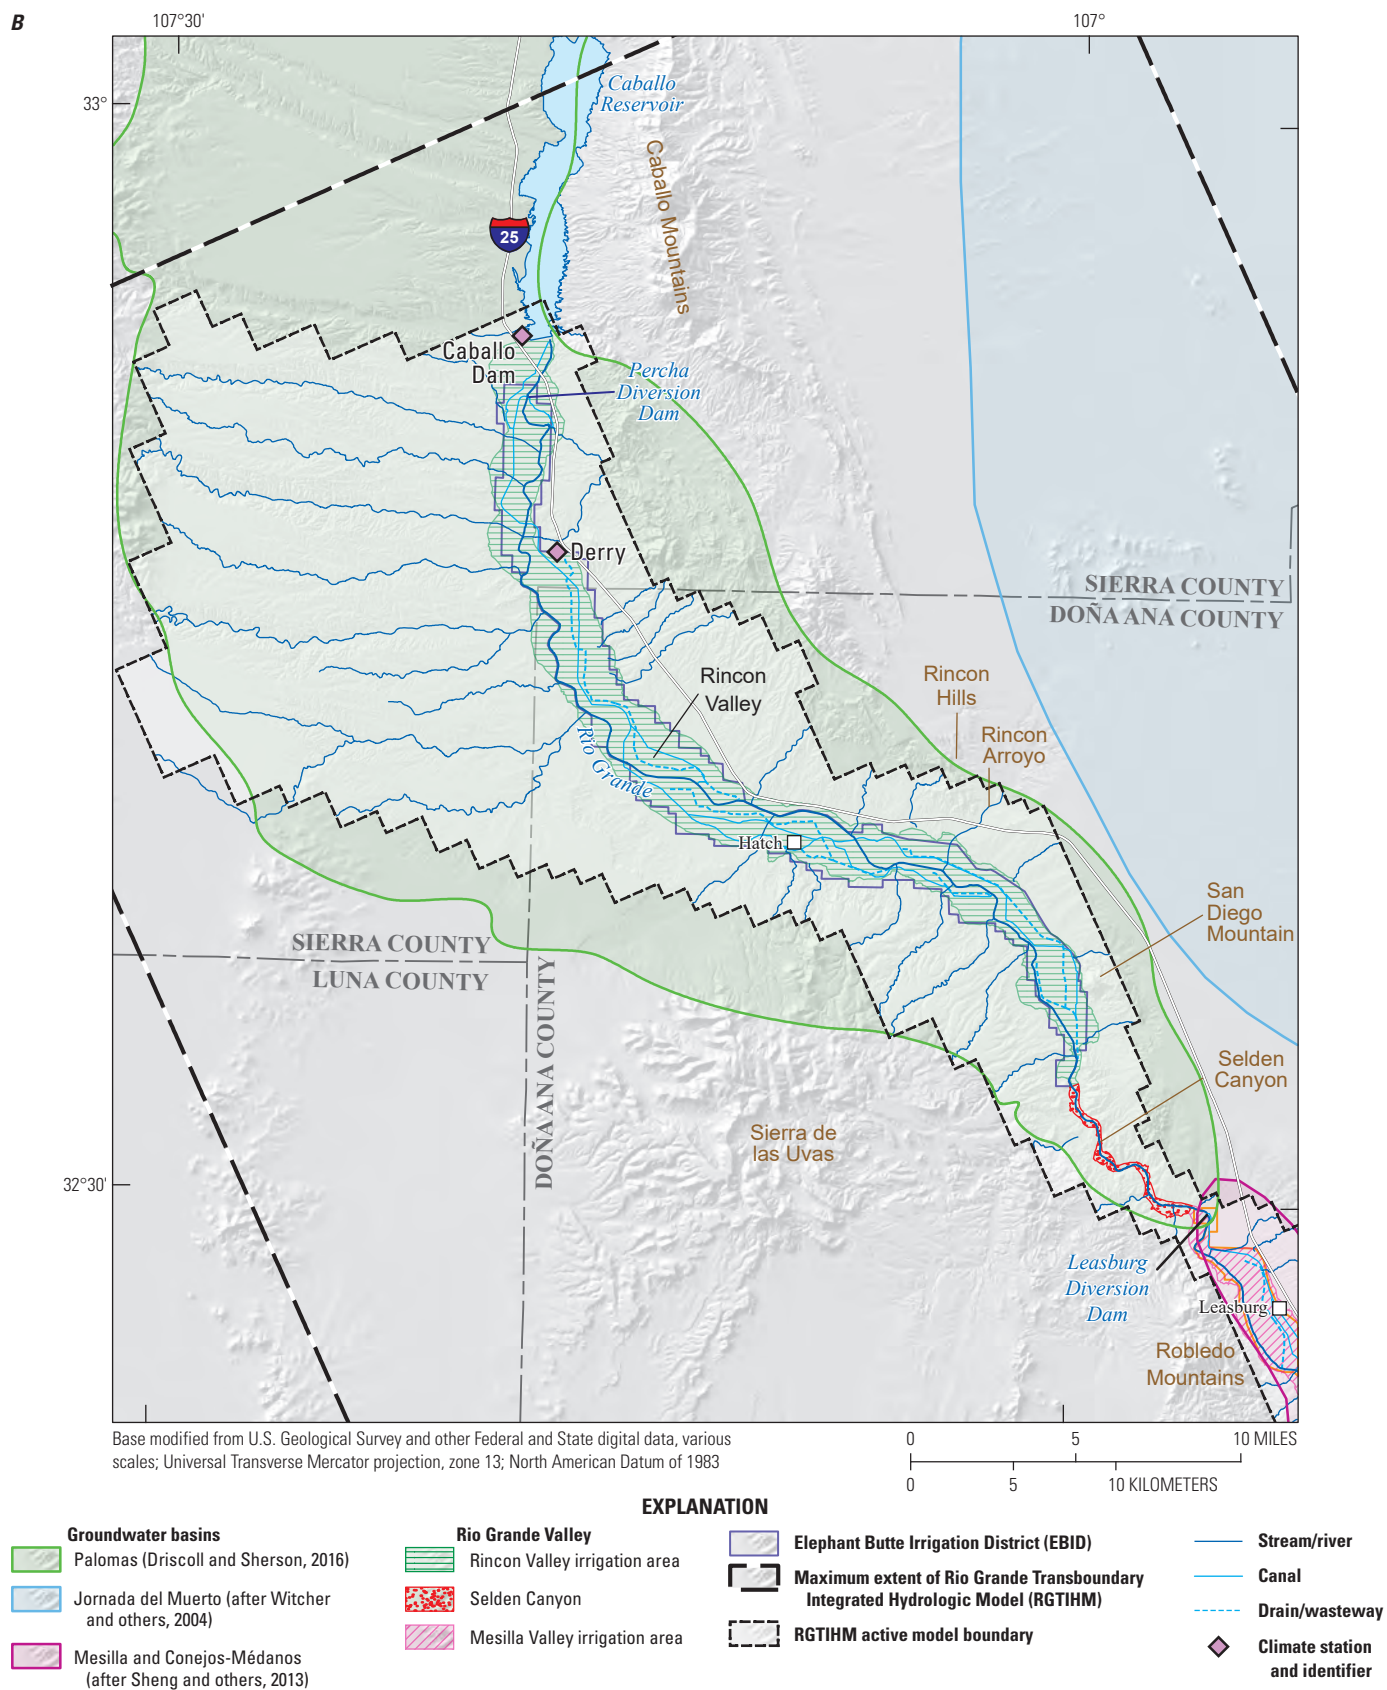 B
107°30'
107°
33°
Caballo
Reservoir
Caballo Mountains
25
Caballo
Dam
Percha
Diversion
Dam
Derry
SIERRA COUNTY
DOÑA ANA COUNTY
Rincon
Valley
Rincon
Hills
Rincon
Arroyo
Rio Grande
Hatch
San
Diego
Mountain
SIERRA COUNTY
LUNA COUNTY
DOÑA ANA COUNTY
Selden
Canyon
Sierra de
las Uvas
32°30'
Leasburg
Diversion
Dam
Leasburg
Robledo
Mountains
Base modified from U.S. Geological Survey and other Federal and State digital data, various
scales; Universal Transverse Mercator projection, zone 13; North American Datum of 1983
0 5 10 MILES
0 5 10 KILOMETERS
EXPLANATION
Groundwater basins
Palomas (Driscoll and Sherson, 2016)
Jornada del Muerto (after Witcher
and others, 2004)
Mesilla and Conejos-Médanos
(after Sheng and others, 2013)
Rio Grande Valley
Rincon Valley irrigation area
Selden Canyon
Mesilla Valley irrigation area
Elephant Butte Irrigation District (EBID)
Maximum extent of Rio Grande Transboundary
Integrated Hydrologic Model (RGTIHM)
RGTIHM active model boundary
Stream/river
Canal
Drain/wasteway
Climate station
and identifier